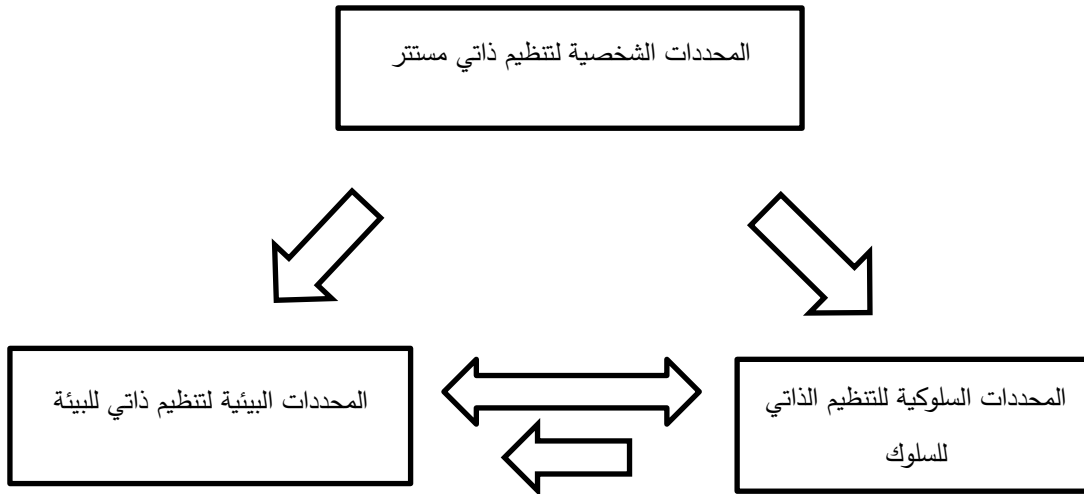 المحددات الشخصية لتنظيم ذاتي مستتر
المحددات السلوكية للتنظيم الذاتي
للسلوك
المحددات البيئية لتنظيم ذاتي للبيئة